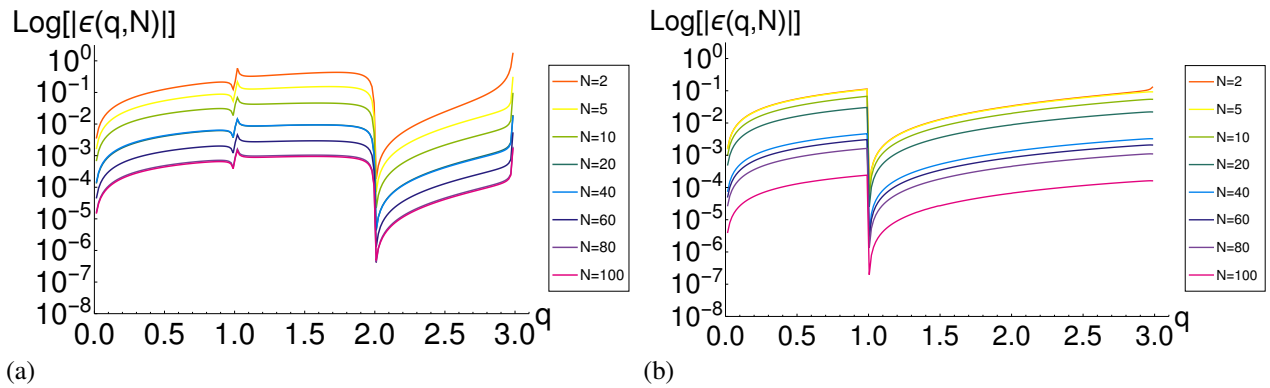 Log[|ϵ(q,N)|]
10⁰
10⁻¹
10⁻²
10⁻³
10⁻⁴
10⁻⁵
10⁻⁶
10⁻⁷
10⁻⁸
0.0 0.5 1.0 1.5 2.0 2.5 3.0
q
N=2
N=5
N=10
N=20
N=40
N=60
N=80
N=100
(a)
Log[|ϵ(q,N)|]
10⁰
10⁻¹
10⁻²
10⁻³
10⁻⁴
10⁻⁵
10⁻⁶
10⁻⁷
10⁻⁸
0.0 0.5 1.0 1.5 2.0 2.5 3.0
q
N=2
N=5
N=10
N=20
N=40
N=60
N=80
N=100
(b)